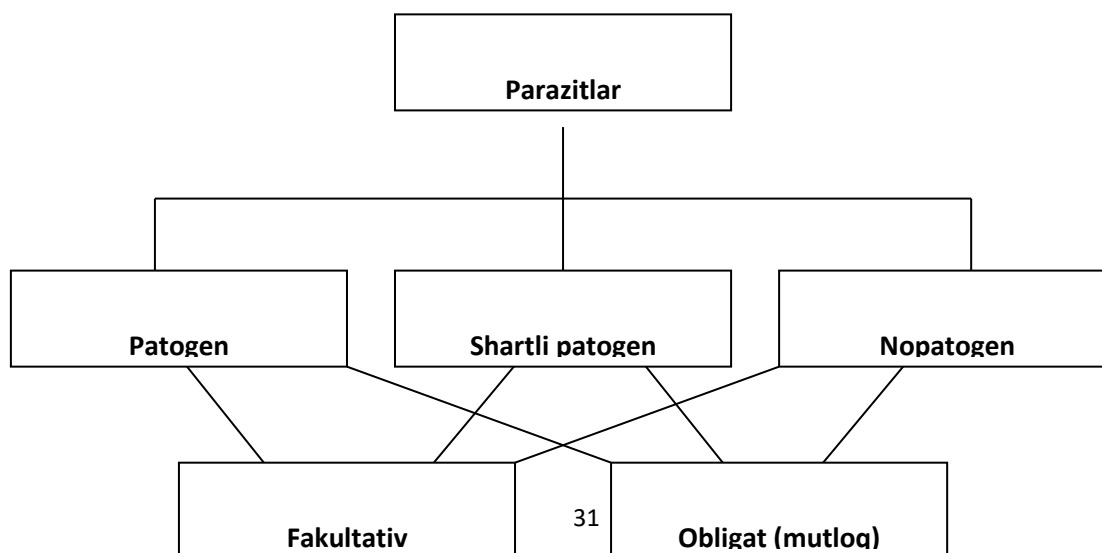 Parazitlar
Patogen
Shartli patogen
Nopatogen
31
Fakultativ
Obligat (mutloq)